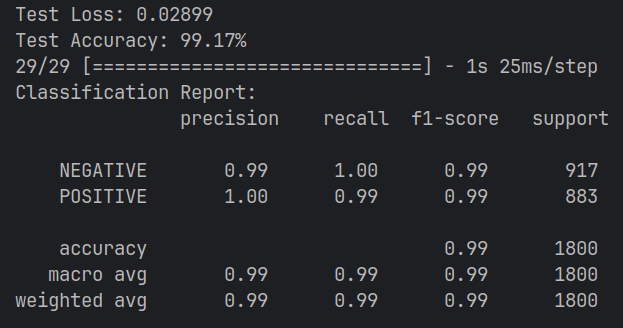 Test Loss: 0.02899
Test Accuracy: 99.17%
29/29 [==============================] - 1s 25ms/step
Classification Report:
precision recall f1-score support
NEGATIVE 0.99 1.00 0.99 917
POSITIVE 1.00 0.99 0.99 883
accuracy 0.99 1800
macro avg 0.99 0.99 0.99 1800
weighted avg 0.99 0.99 0.99 1800